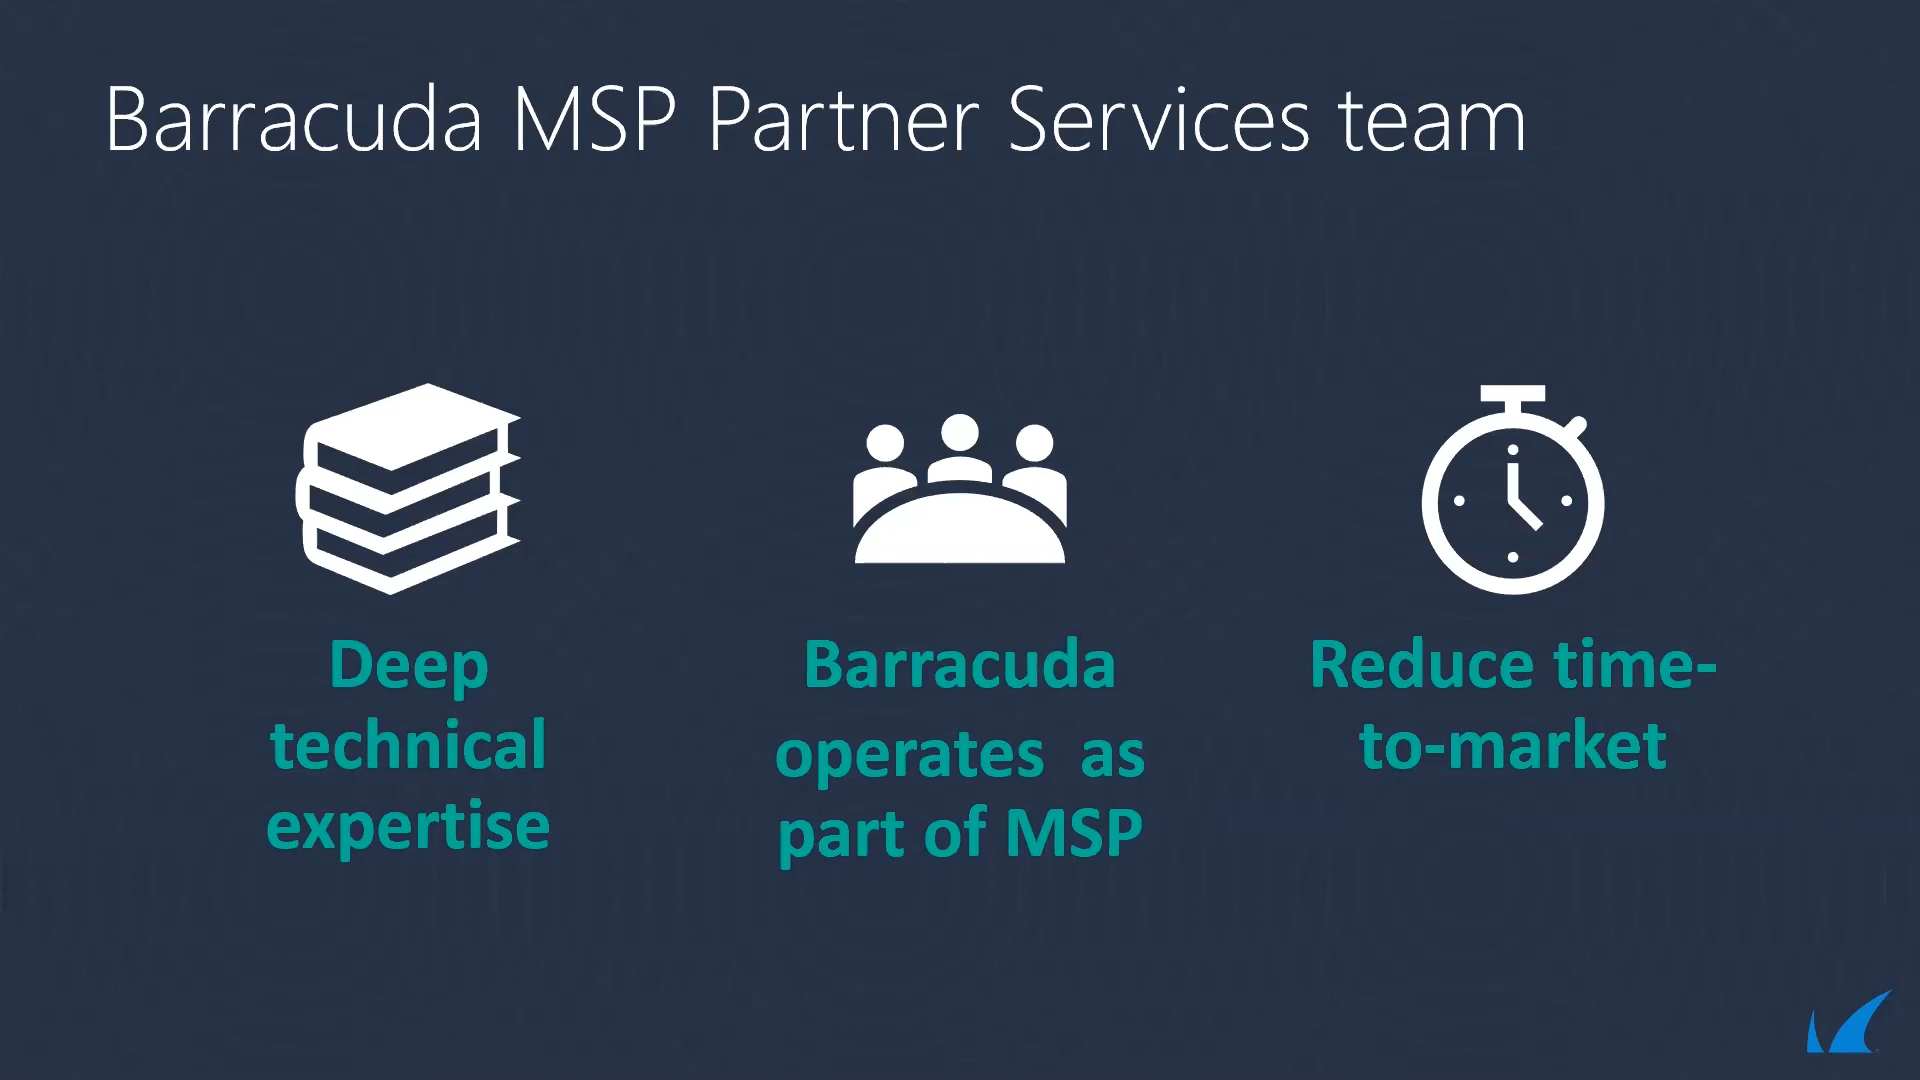 Barracuda MSP Partner Services team
Deep
technical
expertise
Barracuda
operates  as
part of MSP
Reduce time-
to-market